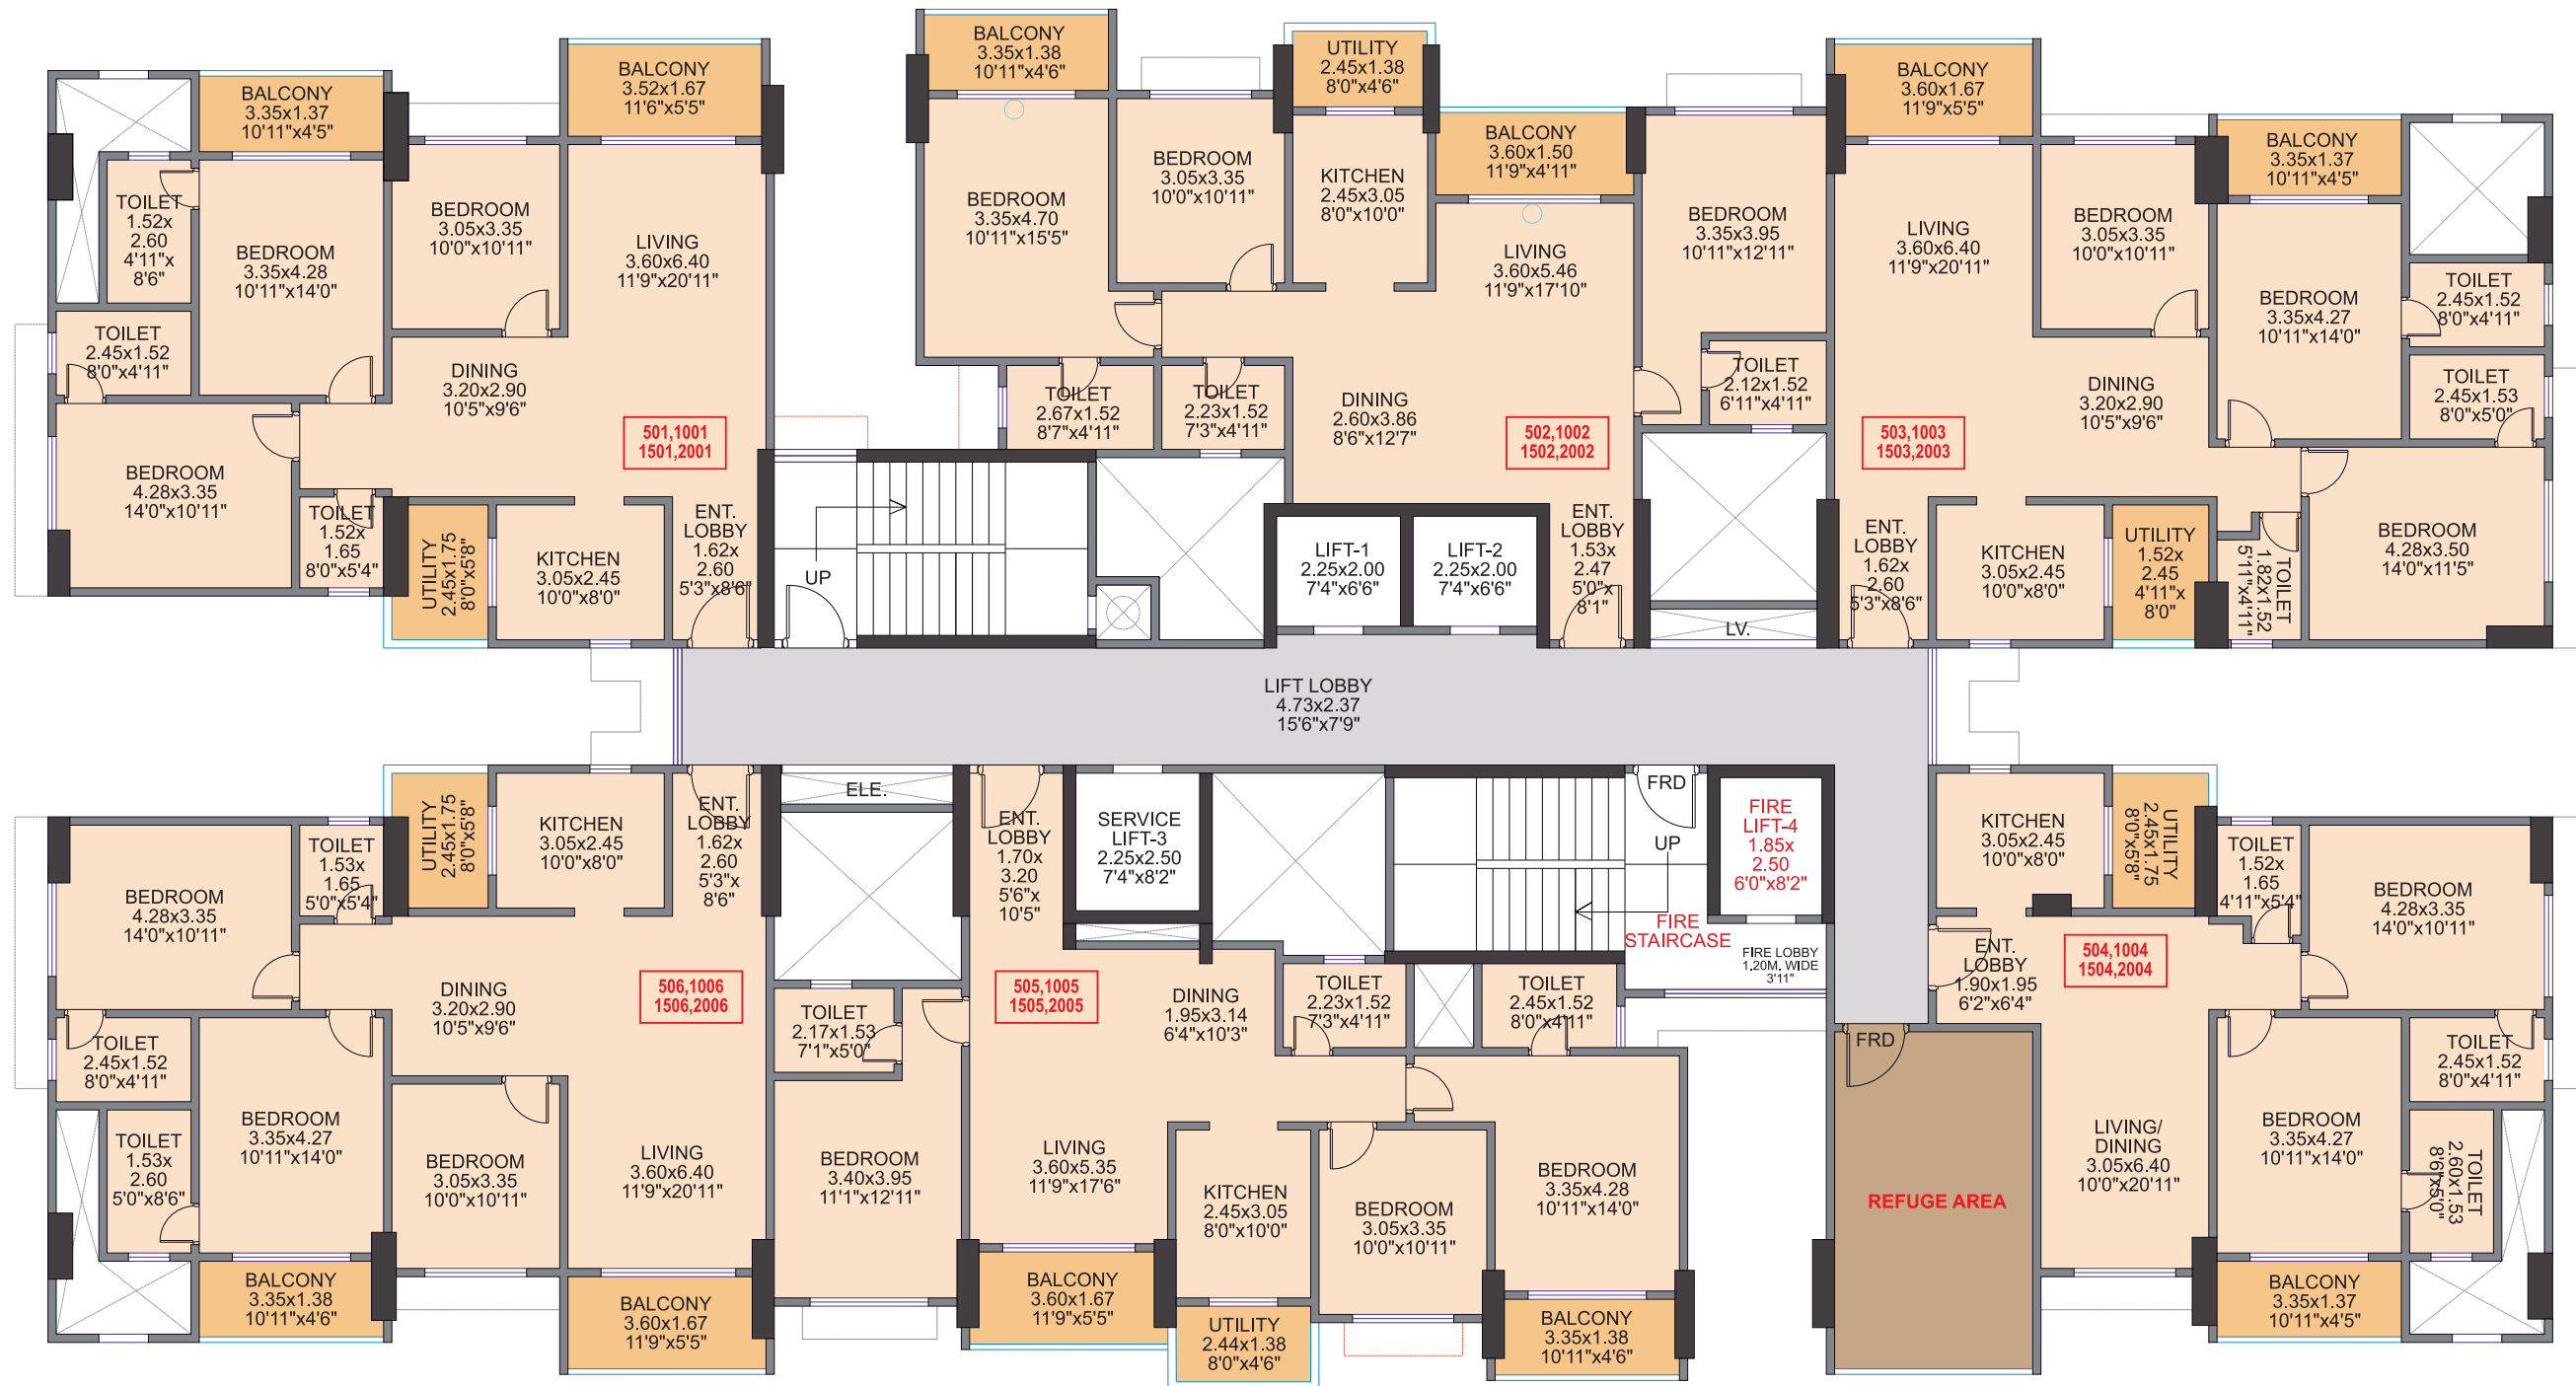 BALCONY
3.35x1.37
10'11"x4'5"
BALCONY
3.52x1.67
11'6"x5'5"
TOILET
1.52x
2.60
4'11"x
8'6"
BEDROOM
3.35x4.28
10'11"x14'0"
BEDROOM
3.05x3.35
10'0"x10'11"
LIVING
3.60x6.40
11'9"x20'11"
TOILET
2.45x1.52
8'0"x4'11"
DINING
3.20x2.90
10'5"x9'6"
501,1001
1501,2001
BEDROOM
4.28x3.35
14'0"x10'11"
TOILET
1.52x
1.65
8'0"x5'4"
UTILITY
2.45x1.75
8'0"x5'8"
KITCHEN
3.05x2.45
10'0"x8'0"
ENT.
LOBBY
1.62x
2.60
5'3"x8'6"
UP
BALCONY
3.35x1.38
10'11"x4'6"
UTILITY
2.45x1.38
8'0"x4'6"
BEDROOM
3.35x4.70
10'11"x15'5"
BEDROOM
3.05x3.35
10'0"x10'11"
KITCHEN
2.45x3.05
8'0"x10'0"
BALCONY
3.60x1.50
11'9"x4'11"
LIVING
3.60x5.46
11'9"x17'10"
BEDROOM
3.35x3.95
10'11"x12'11"
TOILET
2.67x1.52
8'7"x4'11"
TOILET
2.23x1.52
7'3"x4'11"
DINING
2.60x3.86
8'6"x12'7"
502,1002
1502,2002
TOILET
2.12x1.52
6'11"x4'11"
LIFT-1
2.25x2.00
7'4"x6'6"
LIFT-2
2.25x2.00
7'4"x6'6"
ENT.
LOBBY
1.53x
2.47
5'0"x
8'1"
LV.
BALCONY
3.60x1.67
11'9"x5'5"
BALCONY
3.35x1.37
10'11"x4'5"
LIVING
3.60x6.40
11'9"x20'11"
BEDROOM
3.05x3.35
10'0"x10'11"
BEDROOM
3.35x4.27
10'11"x14'0"
TOILET
2.45x1.52
8'0"x4'11"
TOILET
2.45x1.53
8'0"x5'0"
DINING
3.20x2.90
10'5"x9'6"
503,1003
1503,2003
ENT.
LOBBY
1.62x
2.60
5'3"x8'6"
KITCHEN
3.05x2.45
10'0"x8'0"
UTILITY
1.52x
2.45
4'11"x
8'0"
TOILET
1.82x1.52
5'11"x4'11"
BEDROOM
4.28x3.50
14'0"x11'5"
LIFT LOBBY
4.73x2.37
15'6"x7'9"
UTILITY
2.45x1.75
8'0"x5'8"
KITCHEN
3.05x2.45
10'0"x8'0"
ENT.
LOBBY
1.62x
2.60
5'3"x
8'6"
ELE.
BEDROOM
4.28x3.35
14'0"x10'11"
TOILET
1.53x
1.65
5'0"x5'4"
DINING
3.20x2.90
10'5"x9'6"
506,1006
1506,2006
TOILET
2.45x1.52
8'0"x4'11"
TOILET
1.53x
2.60
5'0"x8'6"
BEDROOM
3.35x4.27
10'11"x14'0"
BEDROOM
3.05x3.35
10'0"x10'11"
LIVING
3.60x6.40
11'9"x20'11"
BALCONY
3.35x1.38
10'11"x4'6"
BALCONY
3.60x1.67
11'9"x5'5"
ENT.
LOBBY
1.70x
3.20
5'6"x
10'5"
SERVICE
LIFT-3
2.25x2.50
7'4"x8'2"
TOILET
2.17x1.53
7'1"x5'0"
505,1005
1505,2005
DINING
1.95x3.14
6'4"x10'3"
TOILET
2.23x1.52
7'3"x4'11"
TOILET
2.45x1.52
8'0"x4'11"
BEDROOM
3.40x3.95
11'1"x12'11"
LIVING
3.60x5.35
11'9"x17'6"
KITCHEN
2.45x3.05
8'0"x10'0"
BEDROOM
3.05x3.35
10'0"x10'11"
BEDROOM
3.35x4.28
10'11"x14'0"
BALCONY
3.60x1.67
11'9"x5'5"
UTILITY
2.44x1.38
8'0"x4'6"
BALCONY
3.35x1.38
10'11"x4'6"
FRD
UP
FIRE
LIFT-4
1.85x
2.50
6'0"x8'2"
FIRE
STAIRCASE
FIRE LOBBY
1.20M. WIDE
3'11"
FRD
REFUGE AREA
KITCHEN
3.05x2.45
10'0"x8'0"
UTILITY
2.45x1.75
8'0"x5'8"
TOILET
1.52x
1.65
4'11"x5'4"
BEDROOM
4.28x3.35
14'0"x10'11"
ENT.
LOBBY
1.90x1.95
6'2"x6'4"
504,1004
1504,2004
TOILET
2.45x1.52
8'0"x4'11"
LIVING/
DINING
3.05x6.40
10'0"x20'11"
BEDROOM
3.35x4.27
10'11"x14'0"
TOILET
2.60x1.53
8'6"x5'0"
BALCONY
3.35x1.37
10'11"x4'5"